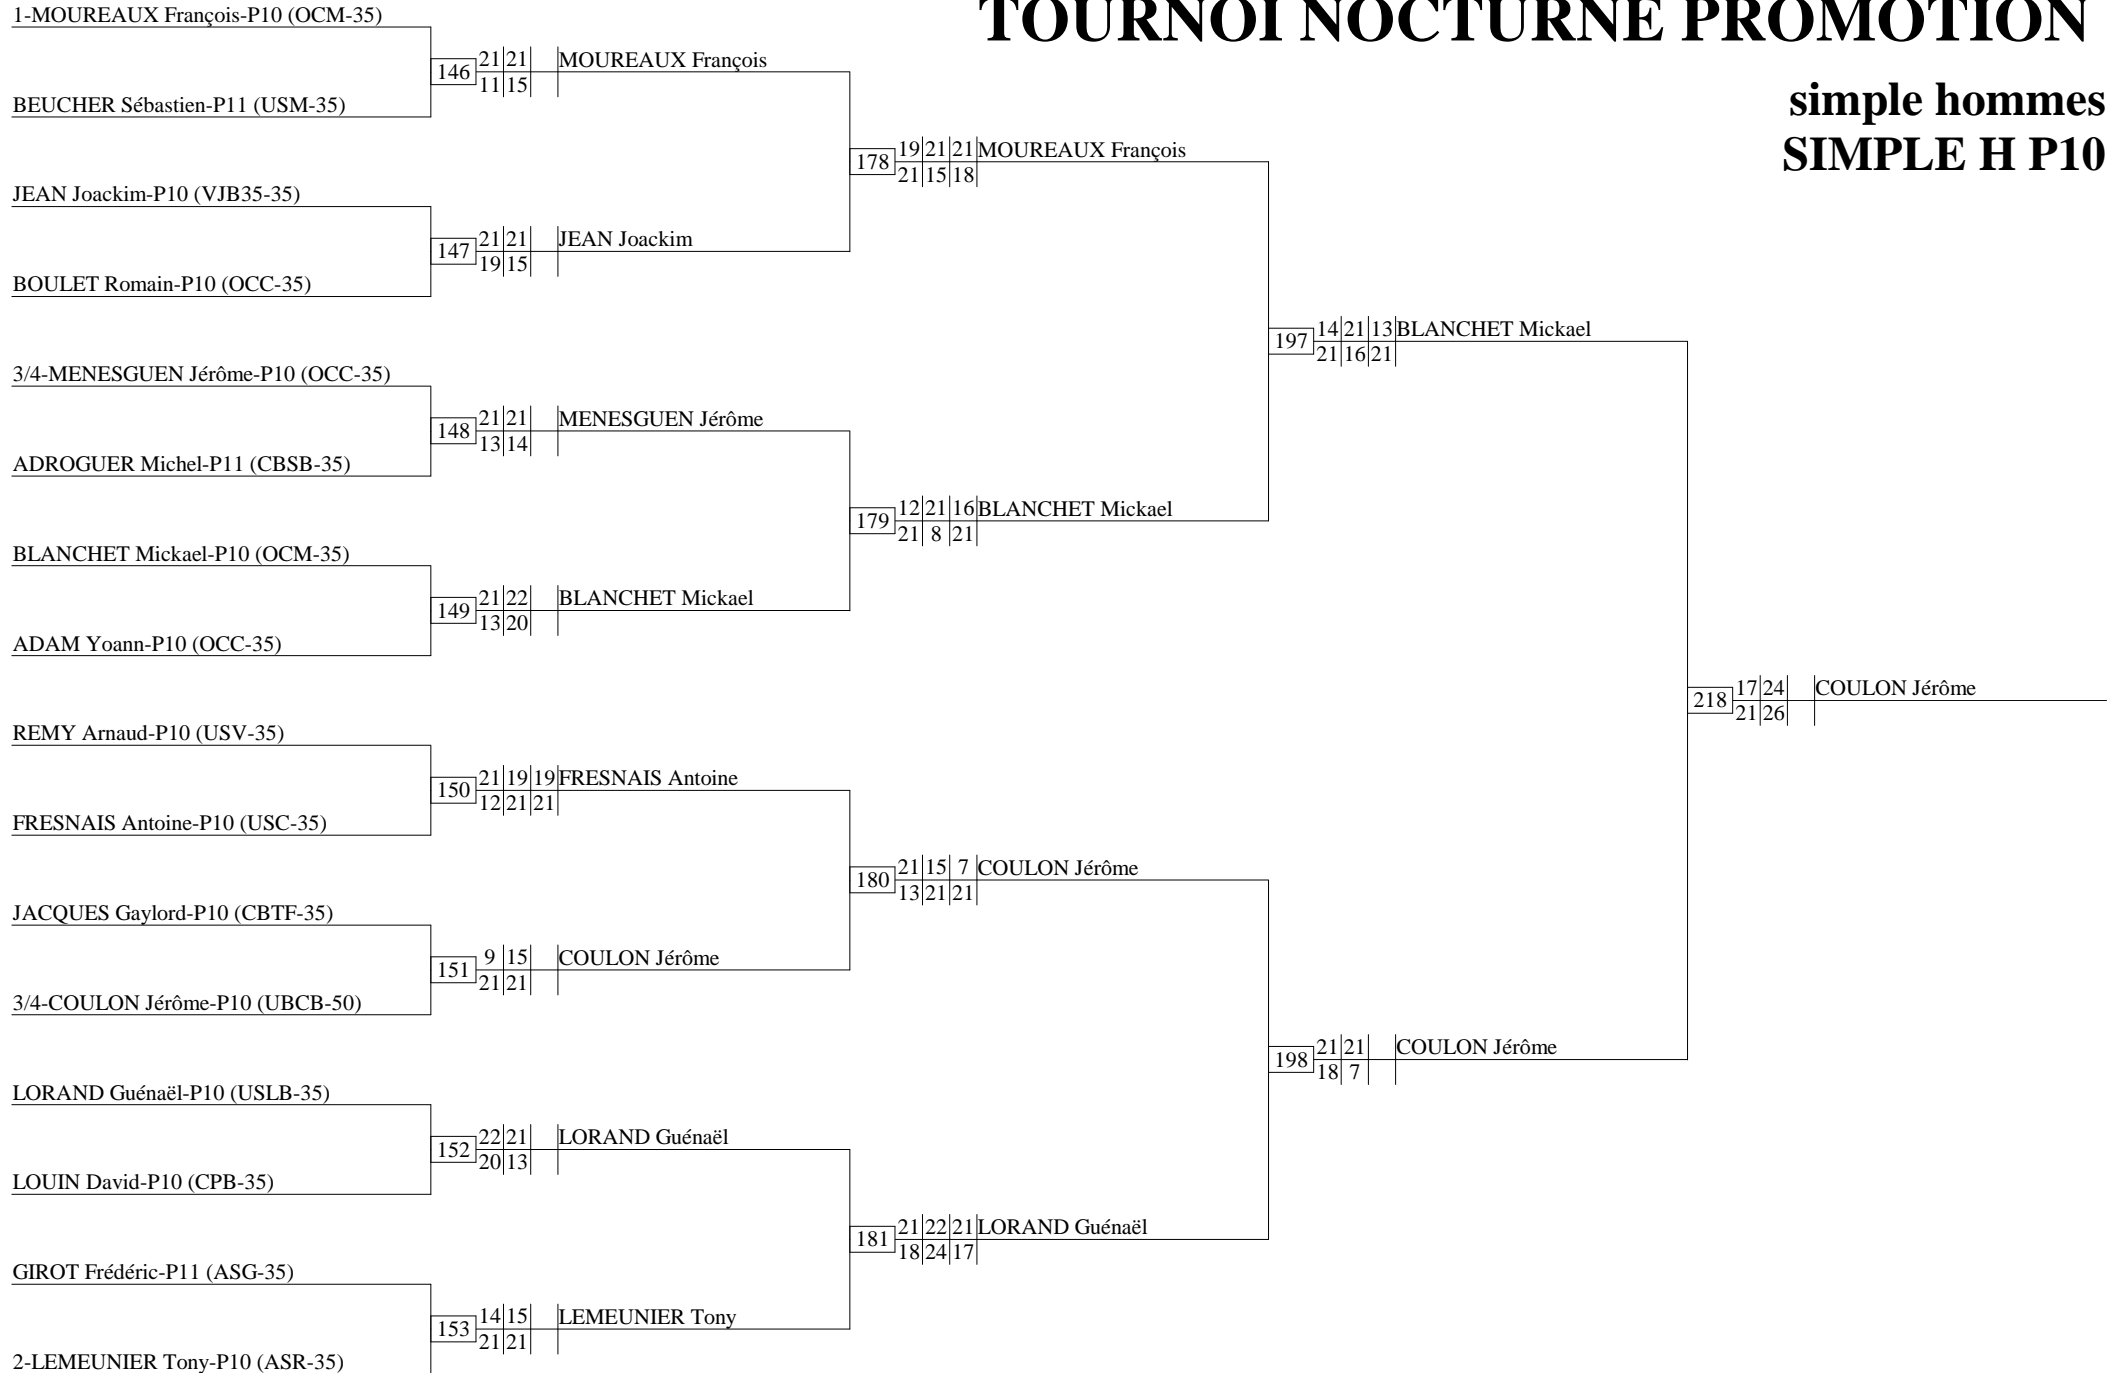 TOURNOI NOCTURNE PROMOTION
simple hommes
SIMPLE H P10
1-MOUREAUX François-P10 (OCM-35)
146 21 21 MOUREAUX François
11 15
BEUCHER Sébastien-P11 (USM-35)
178 19 21 21 MOUREAUX François
21 15 18
JEAN Joackim-P10 (VJB35-35)
147 21 21 JEAN Joackim
19 15
BOULET Romain-P10 (OCC-35)
197 14 21 13 BLANCHET Mickael
21 16 21
3/4-MENESGUEN Jérôme-P10 (OCC-35)
148 21 21 MENESGUEN Jérôme
13 14
ADROGUER Michel-P11 (CBSB-35)
179 12 21 16 BLANCHET Mickael
21 8 21
BLANCHET Mickael-P10 (OCM-35)
149 21 22 BLANCHET Mickael
13 20
ADAM Yoann-P10 (OCC-35)
218 17 24 COULON Jérôme
21 26
REMY Arnaud-P10 (USV-35)
150 21 19 19 FRESNAIS Antoine
12 21 21
FRESNAIS Antoine-P10 (USC-35)
180 21 15 7 COULON Jérôme
13 21 21
JACQUES Gaylord-P10 (CBTF-35)
151 9 15 COULON Jérôme
21 21
3/4-COULON Jérôme-P10 (UBCB-50)
198 21 21 COULON Jérôme
18 7
LORAND Guénaël-P10 (USLB-35)
152 22 21 LORAND Guénaël
20 13
LOUIN David-P10 (CPB-35)
181 21 22 21 LORAND Guénaël
18 24 17
GIROT Frédéric-P11 (ASG-35)
153 14 15 LEMEUNIER Tony
21 21
2-LEMEUNIER Tony-P10 (ASR-35)